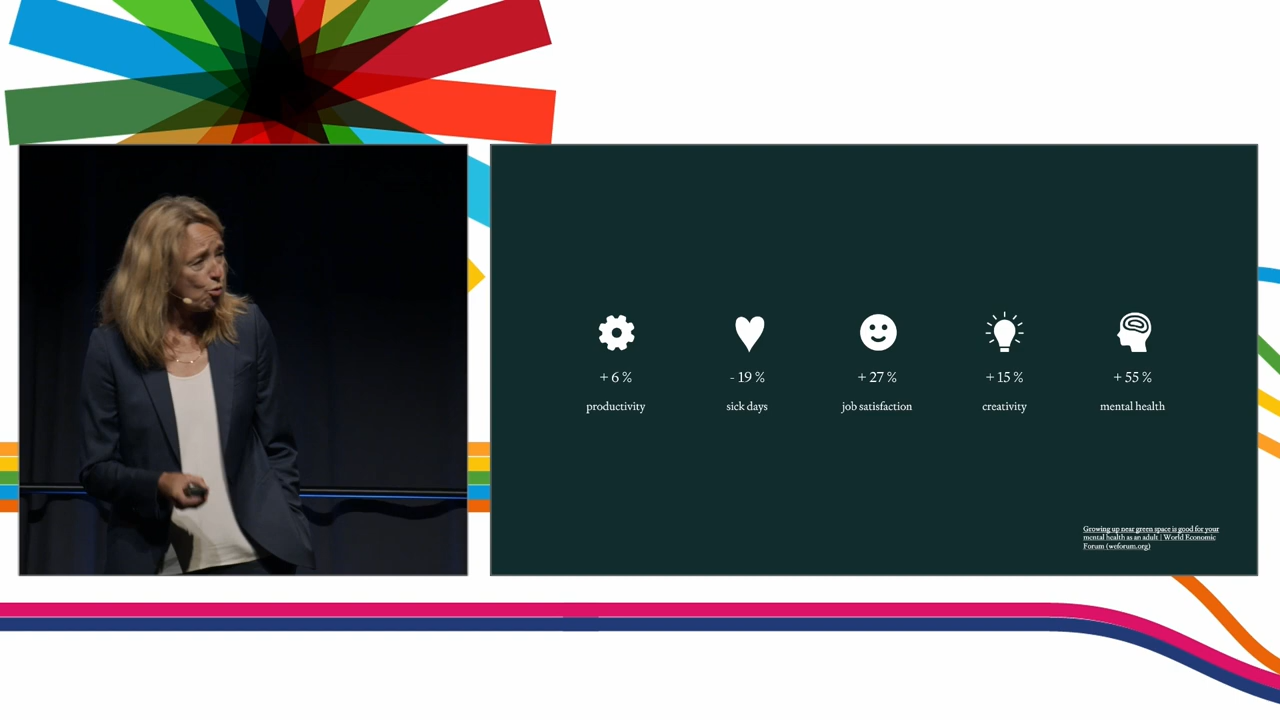 + 6 %
productivity
- 19 %
sick days
+ 27 %
job satisfaction
+ 15 %
creativity
+ 55 %
mental health
Growing up near green space is good for your
mental health as an adult | World Economic
Forum (weforum.org)